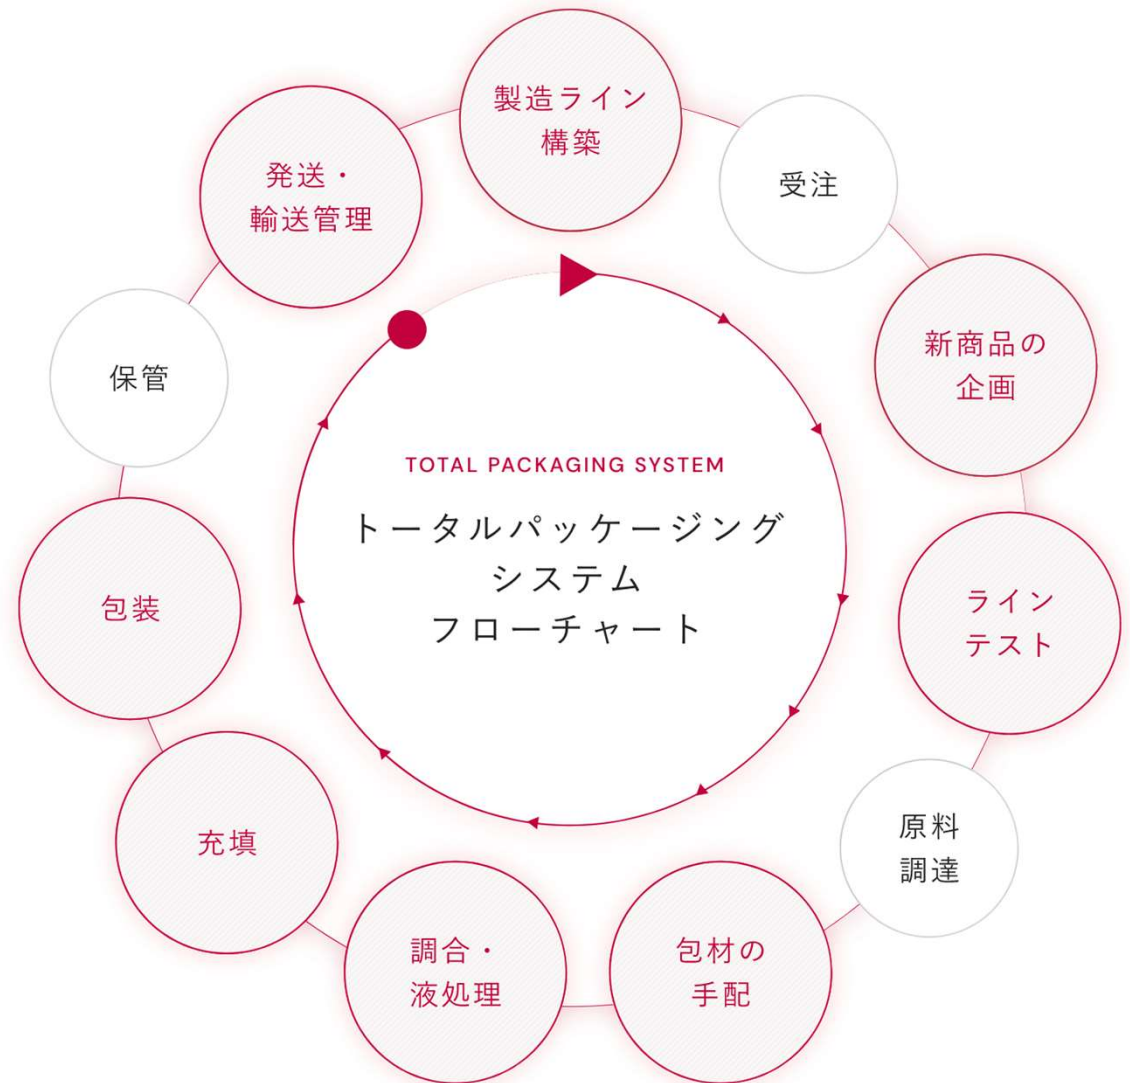 製造ライン
構築
受注
新商品の
企画
ライン
テスト
原料
調達
包材の
手配
調合・
液処理
充填
包装
保管
発送・
輸送管理
TOTAL PACKAGING SYSTEM
トータルパッケージング
システム
フローチャート